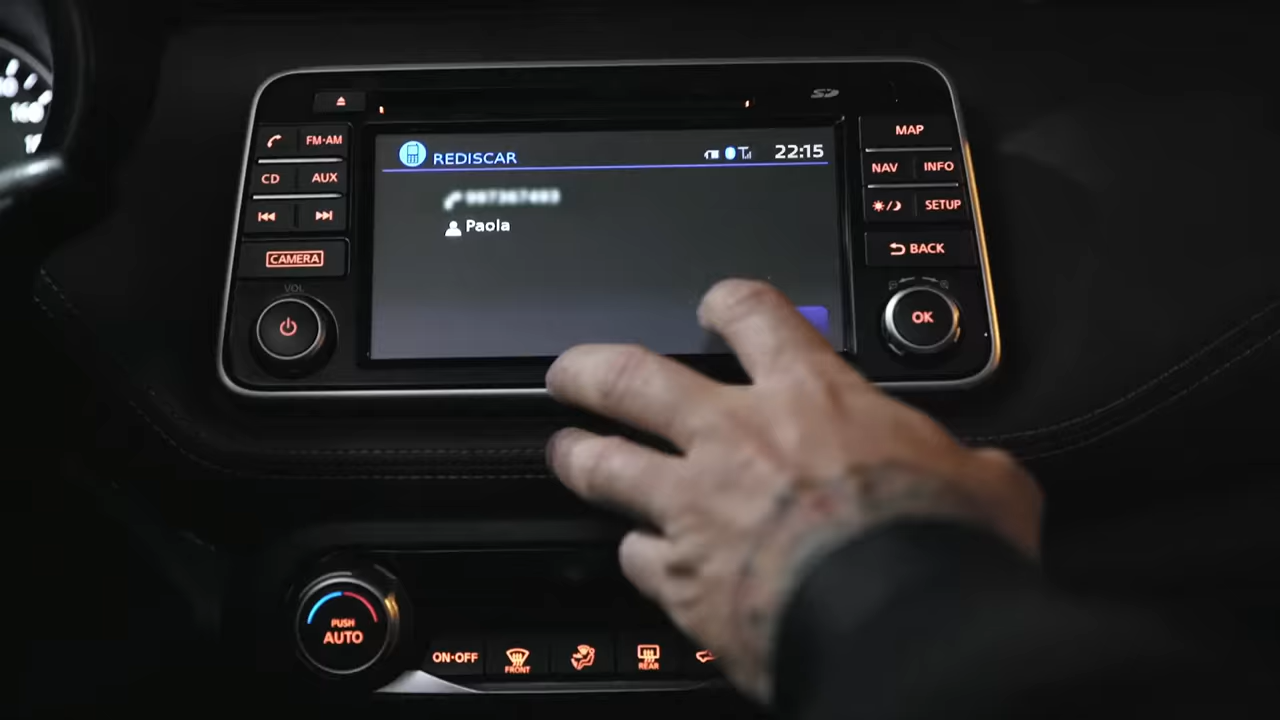 160
FM·AM
CD
AUX
CAMERA
VOL
SD
REDISCAR
22:15
Paola
MAP
NAV
INFO
SETUP
BACK
OK
PUSH
AUTO
ON·OFF
FRONT
REAR